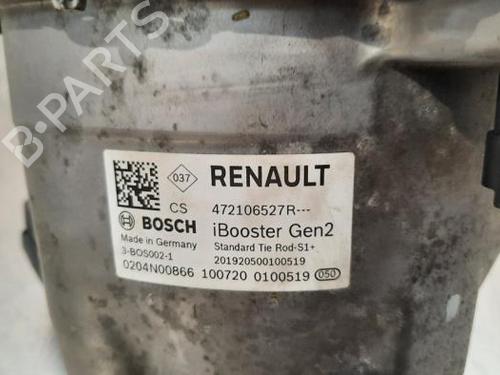 B-PARTS
037 RENAULT
CS 472106527R---
BOSCH iBooster Gen2
Made in Germany Standard Tie Rod-S1+
3-BOS002-1 201920500100519
0204N00866 100720 0100519 050